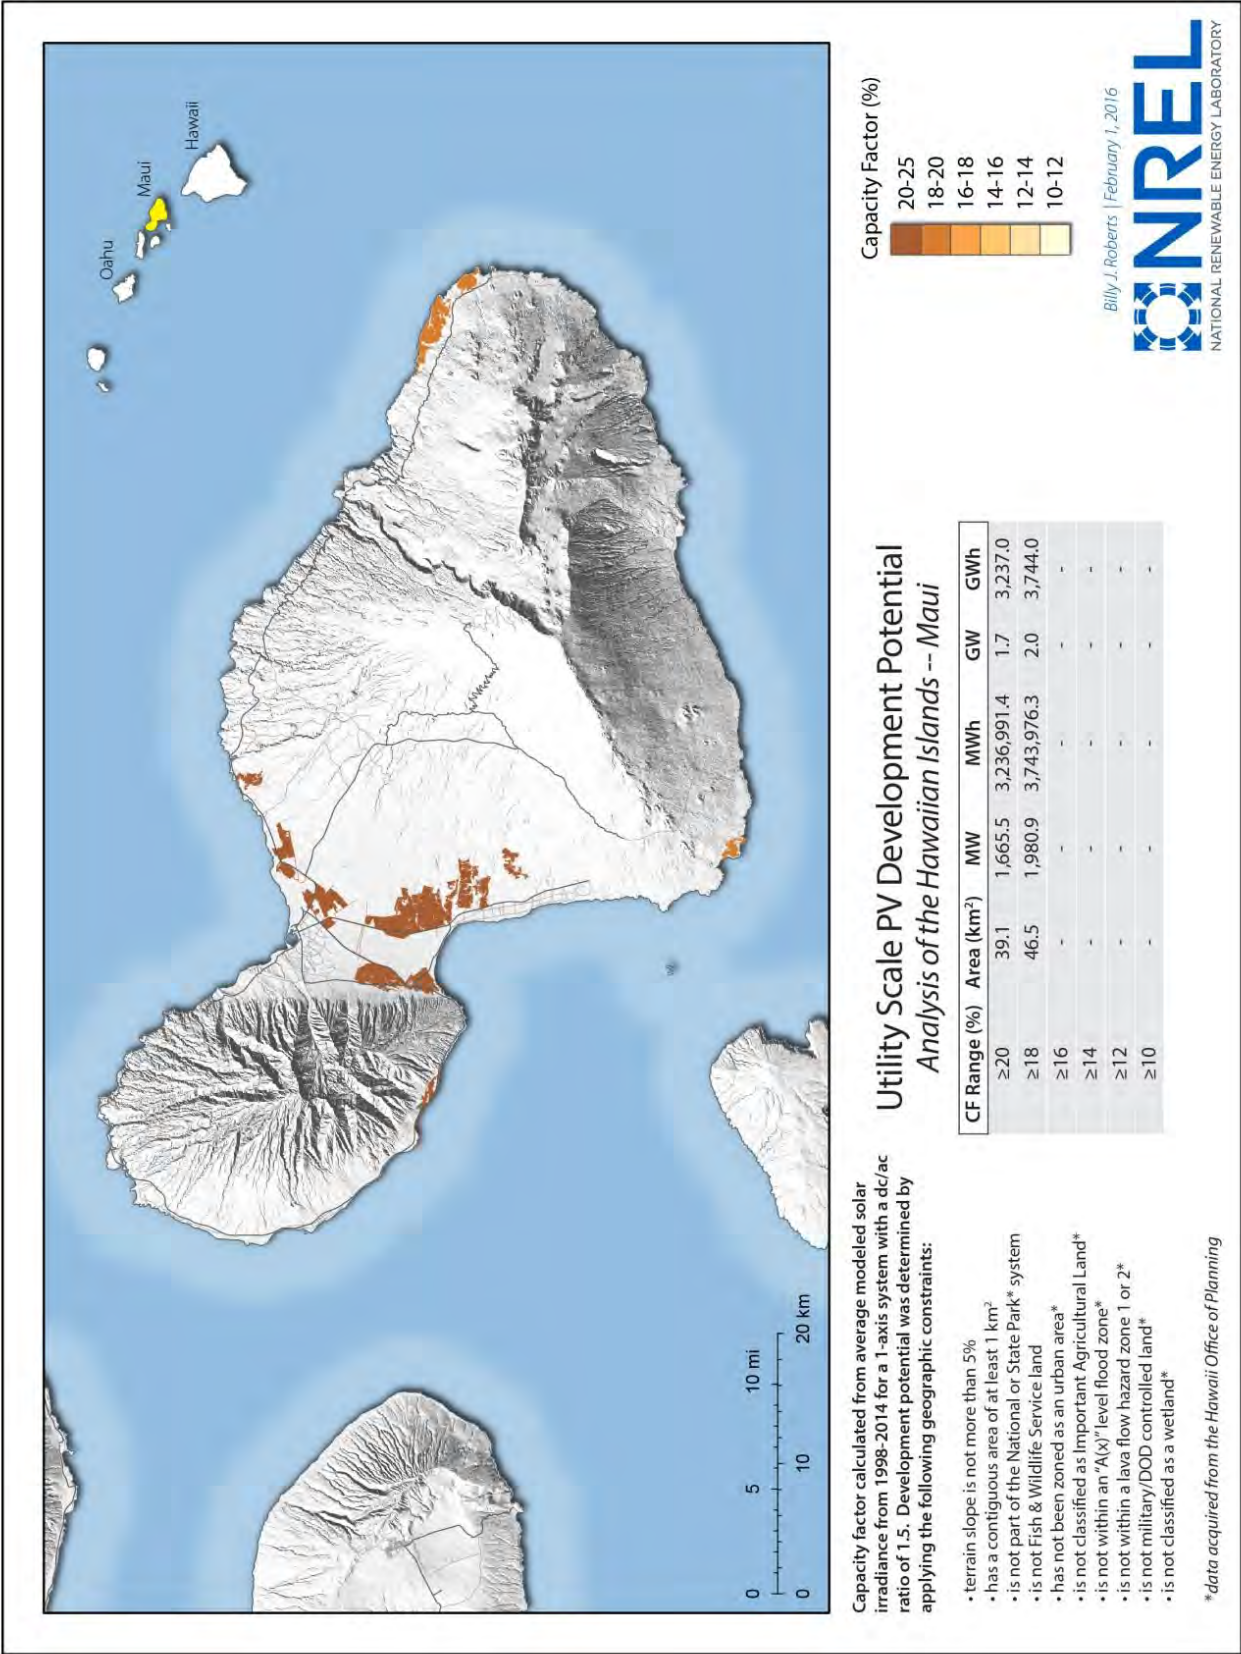 Oahu
Maui
Hawaii
0 5 10 mi
0 10 20 km
Capacity factor calculated from average modeled solar
irradiance from 1998-2014 for a 1-axis system with a dc/ac
ratio of 1.5. Development potential was determined by
applying the following geographic constraints:
• terrain slope is not more than 5%
• has a contiguous area of at least 1 km²
• is not part of the National or State Park* system
• is not Fish & Wildlife Service land
• has not been zoned as an urban area*
• is not classified as Important Agricultural Land*
• is not within an "A(x)" level flood zone*
• is not within a lava flow hazard zone 1 or 2*
• is not military/DOD controlled land*
• is not classified as a wetland*
*data acquired from the Hawaii Office of Planning
Utility Scale PV Development Potential
Analysis of the Hawaiian Islands -- Maui
CF Range (%) Area (km²) MW MWh GW GWh
≥20 39.1 1,665.5 3,236,991.4 1.7 3,237.0
≥18 46.5 1,980.9 3,743,976.3 2.0 3,744.0
≥16 - - - - -
≥14 - - - - -
≥12 - - - - -
≥10 - - - - -
Capacity Factor (%)
20-25
18-20
16-18
14-16
12-14
10-12
Billy J. Roberts | February 1, 2016
NREL
NATIONAL RENEWABLE ENERGY LABORATORY